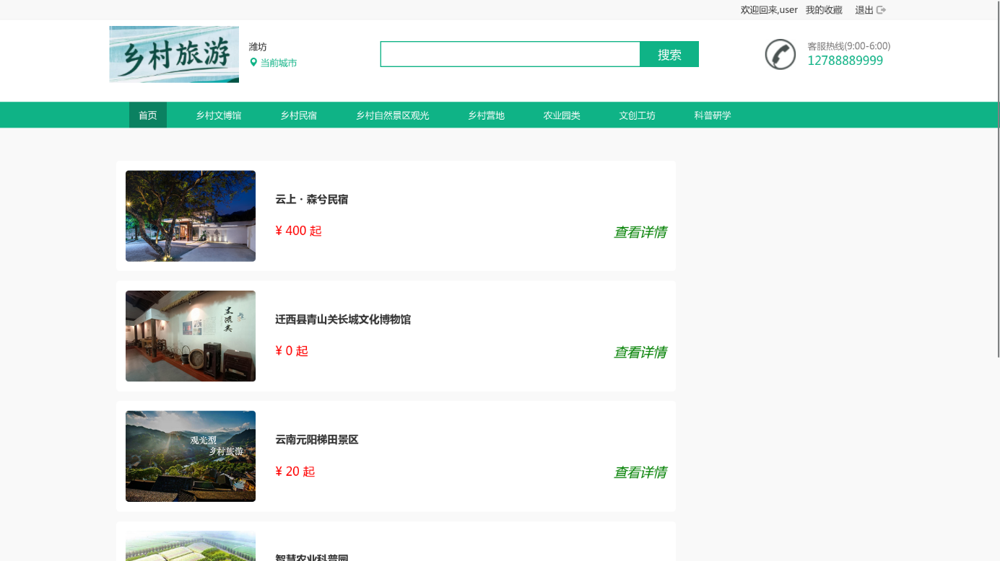 欢迎回来,user 我的收藏 退出
乡村旅游
潍坊
当前城市
搜索
客服热线(9:00-6:00)
12788889999
首页 乡村文博馆 乡村民宿 乡村自然景区观光 乡村营地 农业园类 文创工坊 科普研学
云上·森兮民宿
¥ 400 起
查看详情
迁西县青山关长城文化博物馆
¥ 0 起
查看详情
观光型
乡村旅游
云南元阳梯田景区
¥ 20 起
查看详情
智慧农业科普园